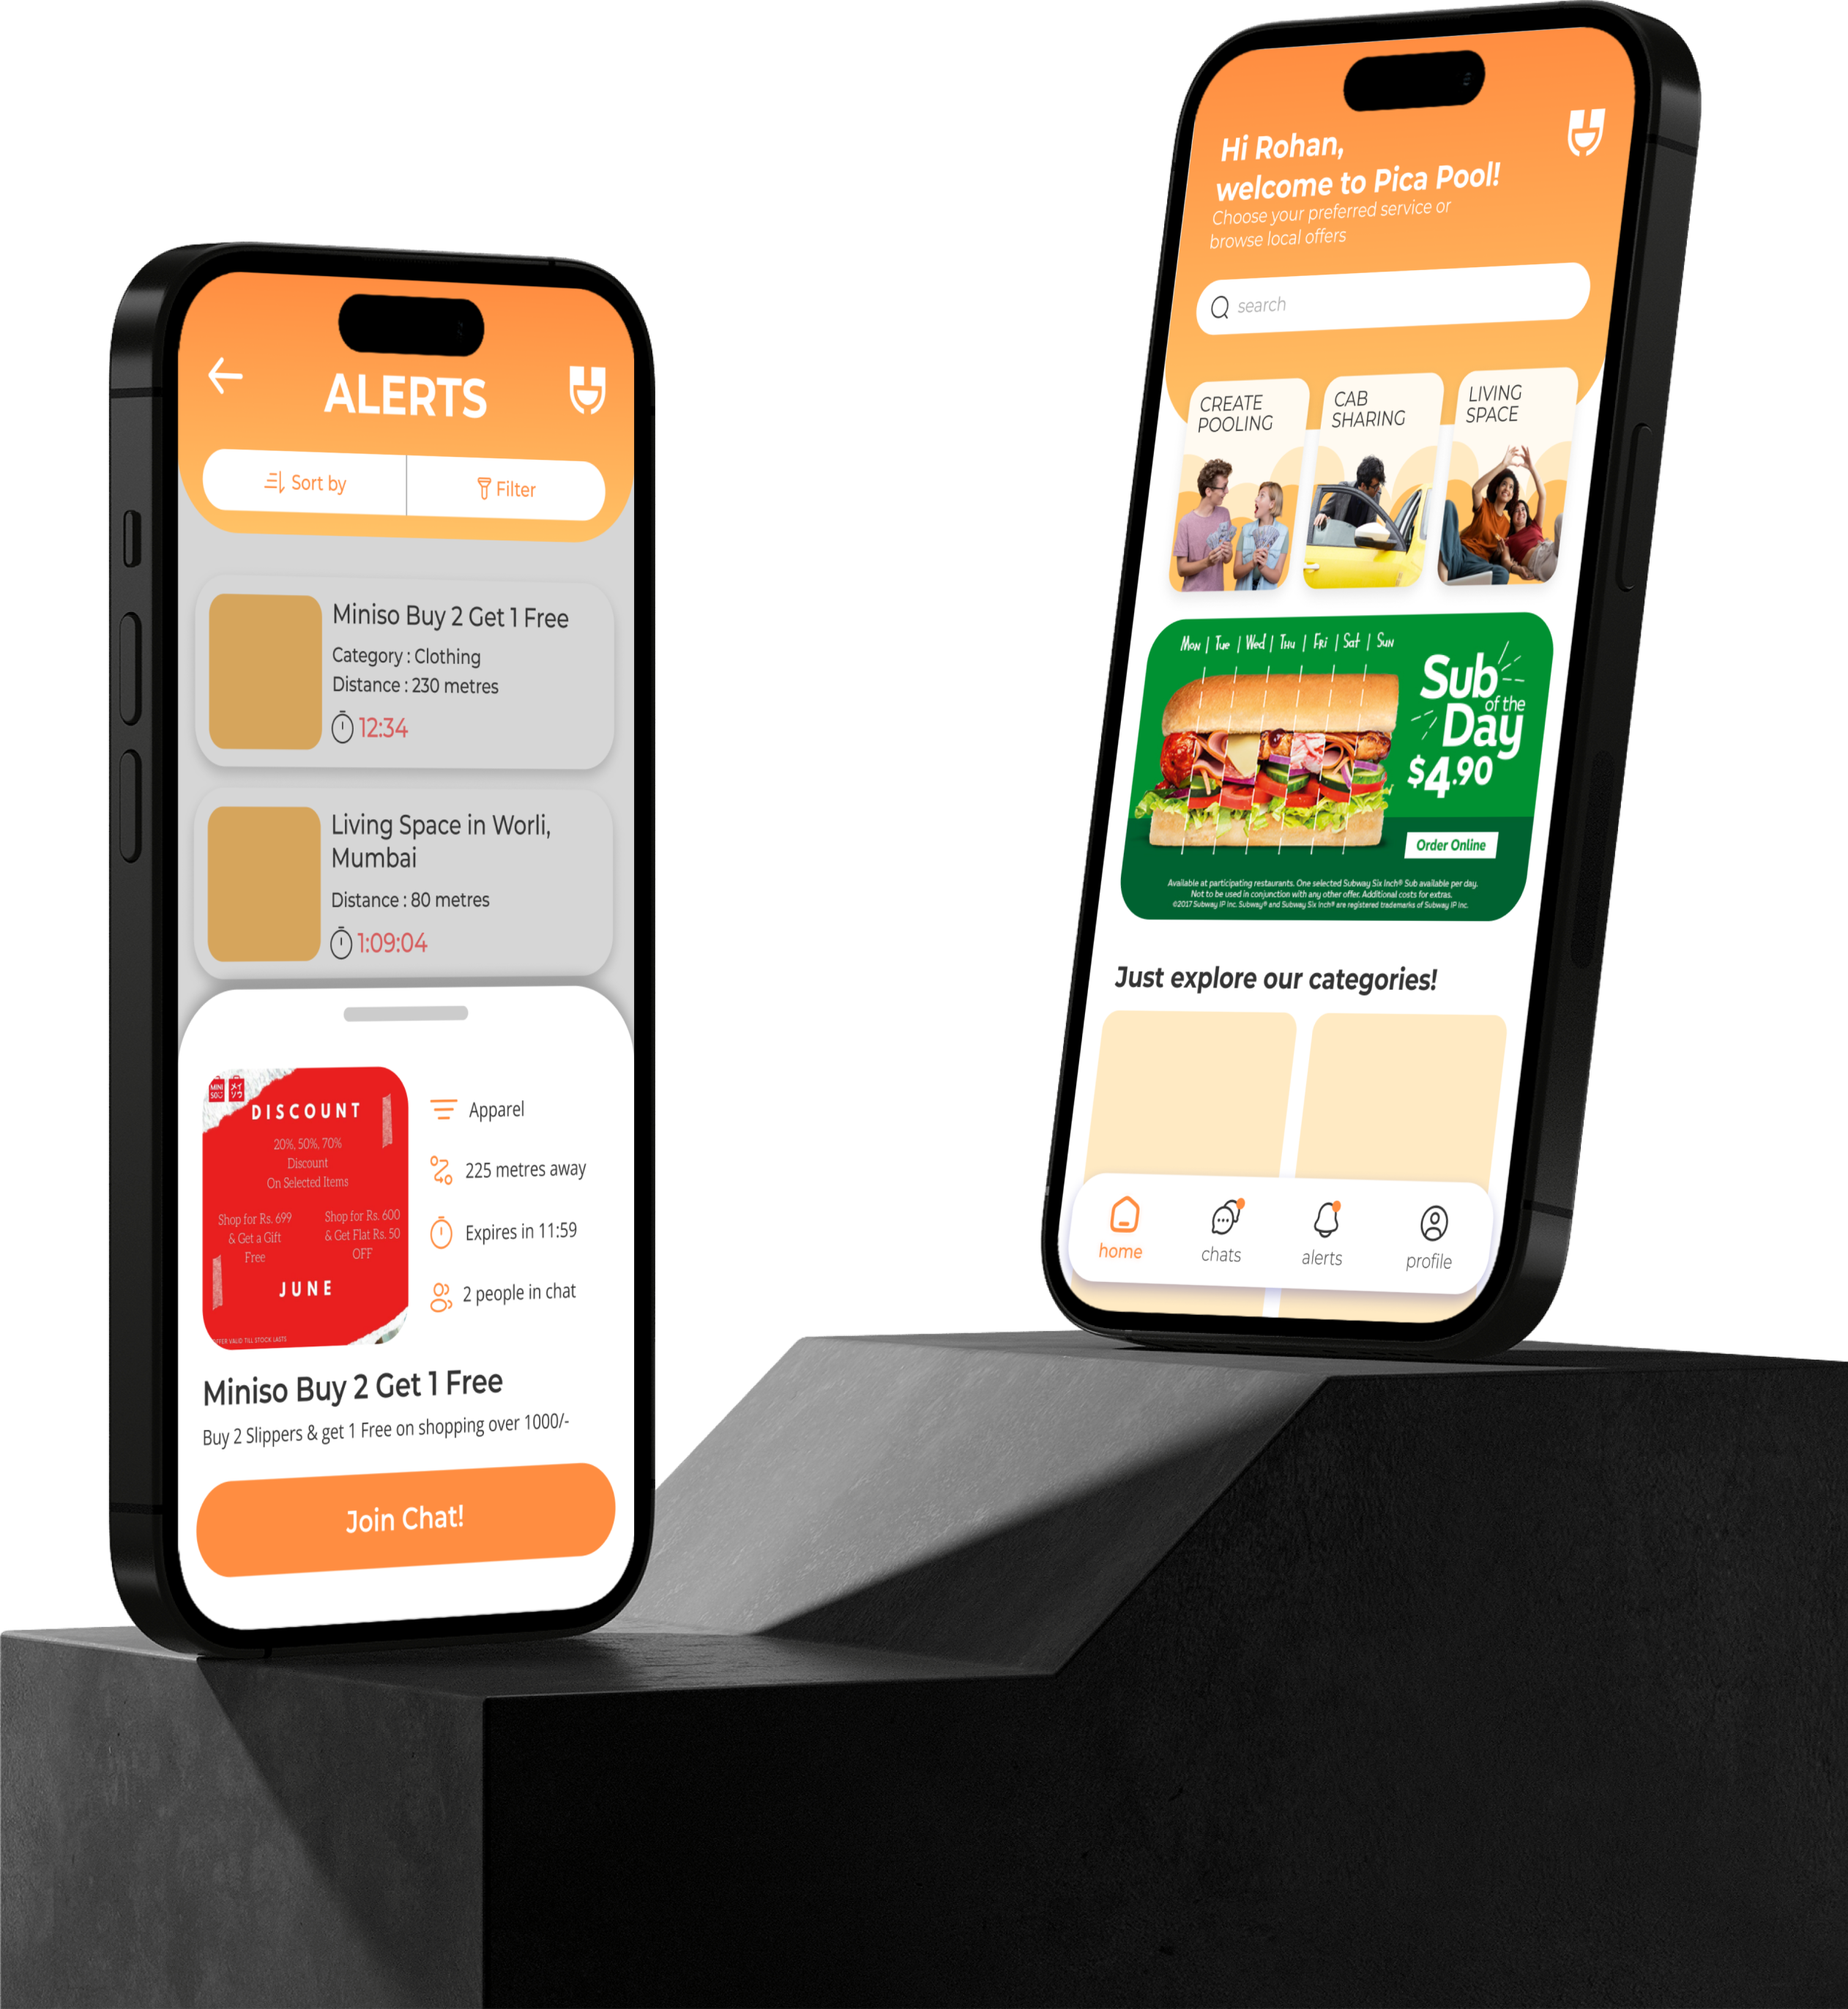 ALERTS
Sort by
Filter
Miniso Buy 2 Get 1 Free
Category : Clothing
Distance : 230 metres
12:34
Living Space in Worli,
Mumbai
Distance : 80 metres
1:09:04
MINI
SO
メイ
ソウ
DISCOUNT
20%, 50%, 70%
Discount
On Selected Items
Shop for Rs. 699
& Get a Gift
Free
Shop for Rs. 600
& Get Flat Rs. 50
OFF
JUNE
OFFER VALID TILL STOCK LASTS
Apparel
225 metres away
Expires in 11:59
2 people in chat
Miniso Buy 2 Get 1 Free
Buy 2 Slippers & get 1 Free on shopping over 1000/-
Join Chat!
Hi Rohan,
welcome to Pica Pool!
Choose your preferred service or
browse local offers
search
CREATE
POOLING
CAB
SHARING
LIVING
SPACE
Mon | Tue | Wed | Thu | Fri | Sat | Sun
Sub
of the
Day
$4.90
Order Online
Available at participating restaurants. One selected Subway Six Inch® Sub available per day.
Not to be used in conjunction with any other offer. Additional costs for extras.
©2017 Subway IP Inc. Subway® and Subway Six Inch® are registered trademarks of Subway IP Inc.
Just explore our categories!
home
chats
alerts
profile